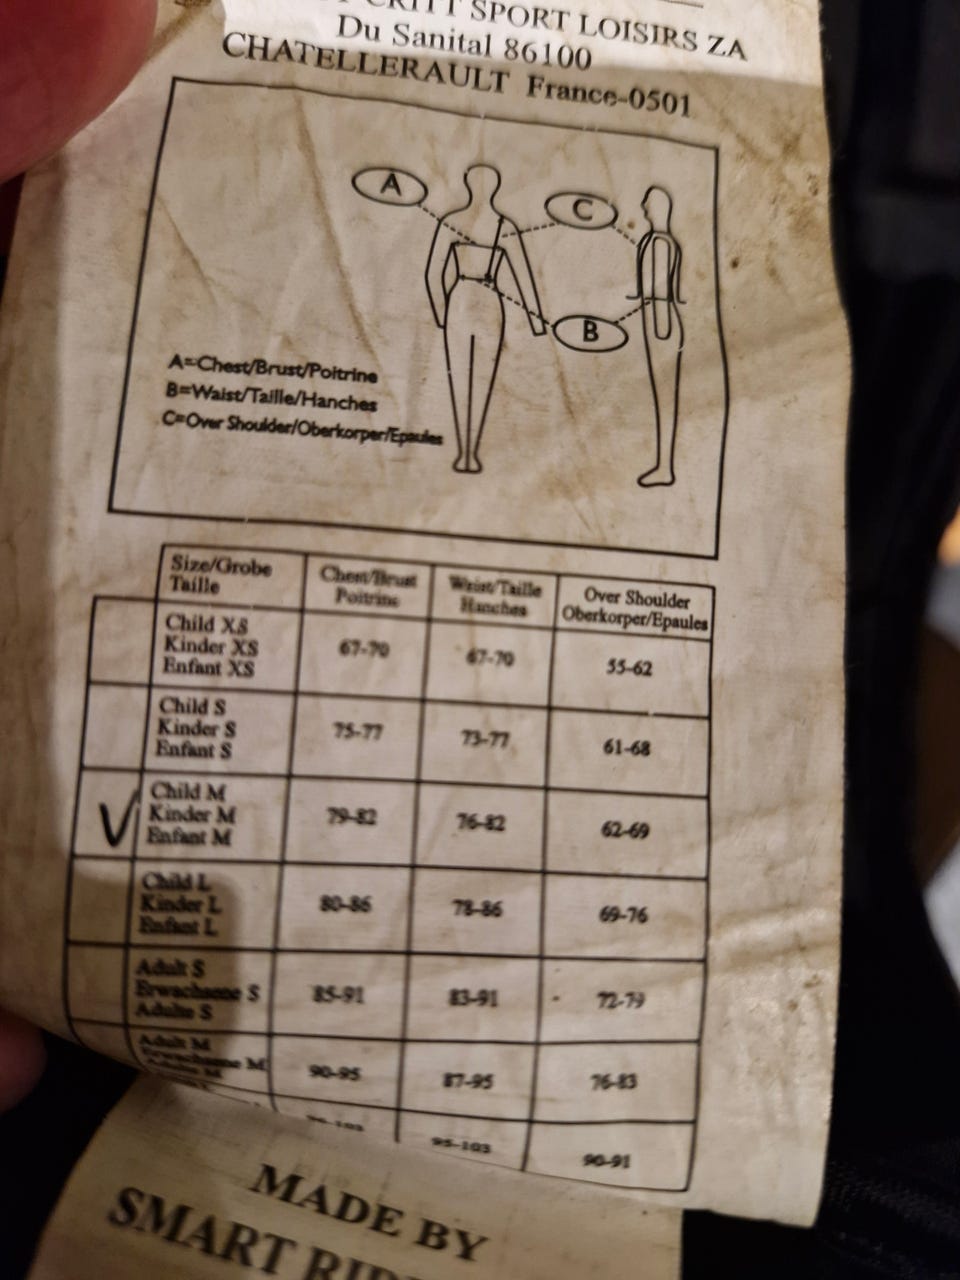 CRITT SPORT LOISIRS ZA
Du Sanital 86100
CHATELLERAULT France-0501
A
C
B
A=Chest/Brust/Poitrine
B=Waist/Taille/Hanches
C=Over Shoulder/Oberkorper/Epaules
Size/Grobe
Taille
Chest/Brust
Poitrine
Waist/Taille
Hanches
Over Shoulder
Oberkorper/Epaules
Child XS
Kinder XS
Enfant XS
67-70
67-70
55-62
Child S
Kinder S
Enfant S
75-77
73-77
61-68
Child M
Kinder M
Enfant M
79-82
76-82
62-69
Child L
Kinder L
Enfant L
80-86
78-86
69-76
Adult S
Erwachsene S
Adulte S
85-91
83-91
72-79
Adult M
Erwachsene M
Adulte M
90-95
87-95
76-83
95-103
90-91
MADE BY
SMART